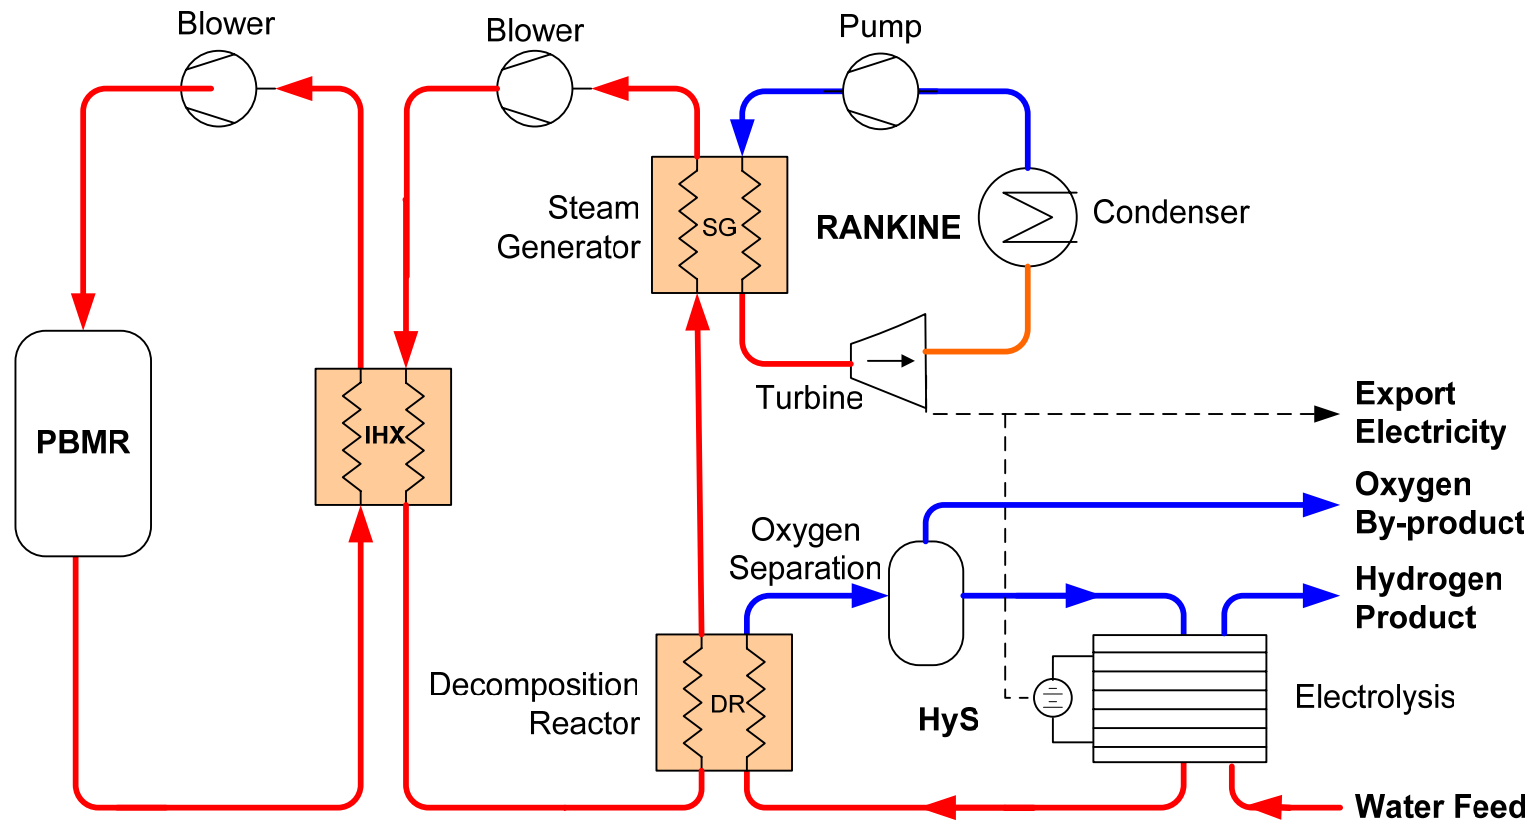 Blower
Blower
Pump
Steam
Generator
SG
RANKINE
Condenser
Turbine
Export
Electricity
PBMR
IHX
Oxygen
By-product
Oxygen
Separation
Hydrogen
Product
Decomposition
Reactor
DR
HyS
Electrolysis
Water Feed